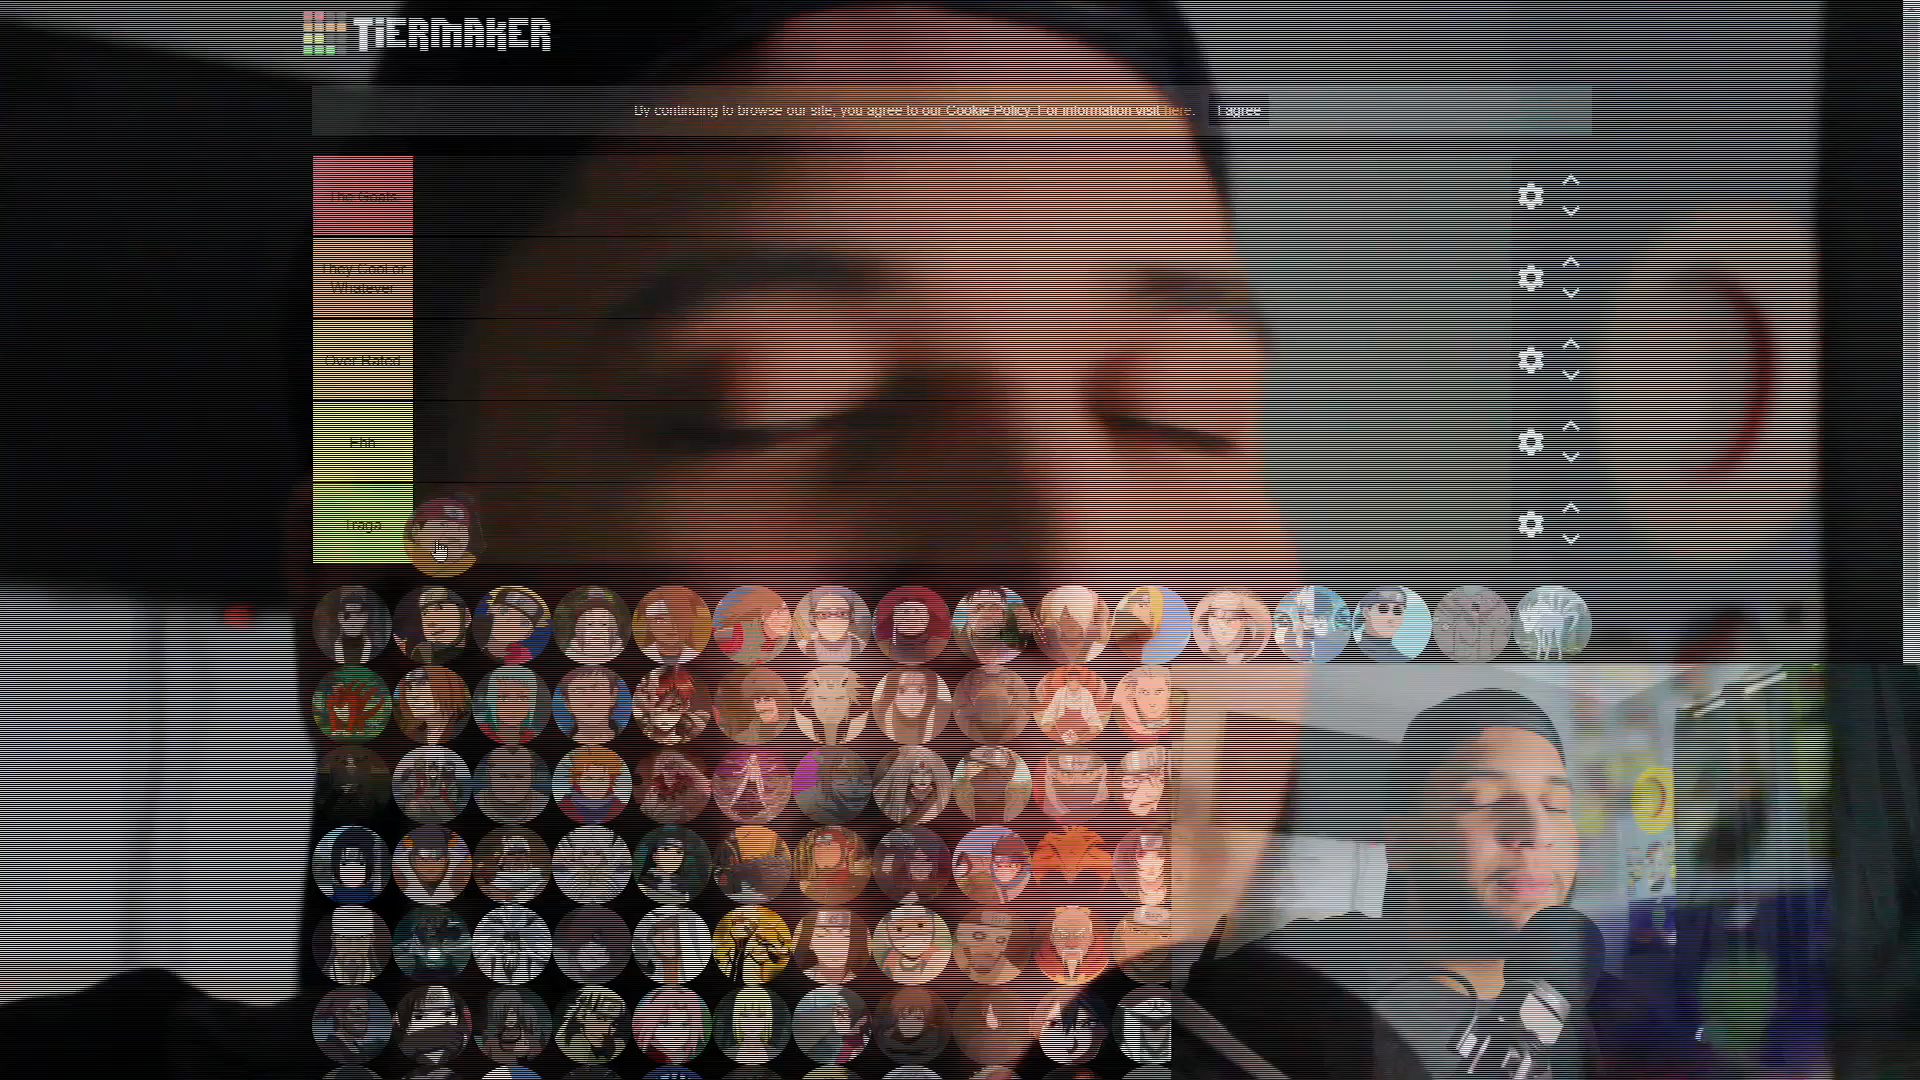 TIERMAKER
By continuing to browse our site, you agree to our Cookie Policy. For information visit here. I agree
The Goats
They Cool or
Whatever
Over Rated
Ehh
Traga